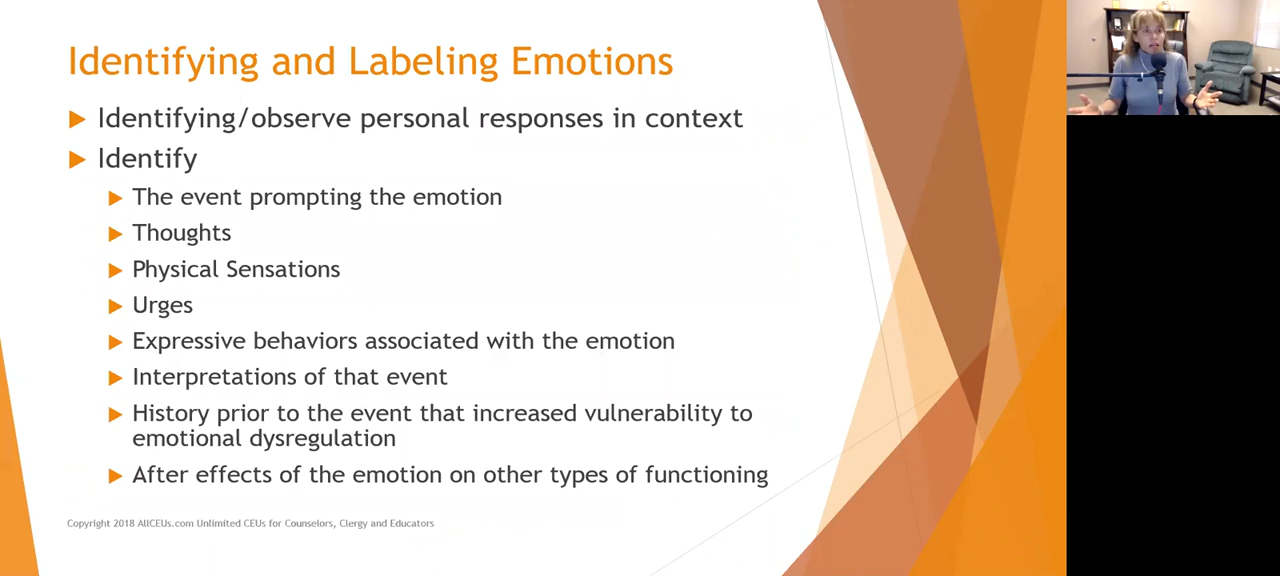 Identifying and Labeling Emotions
Identifying/observe personal responses in context
Identify
The event prompting the emotion
Thoughts
Physical Sensations
Urges
Expressive behaviors associated with the emotion
Interpretations of that event
History prior to the event that increased vulnerability to
emotional dysregulation
After effects of the emotion on other types of functioning
Copyright 2018 AllCEUs.com Unlimited CEUs for Counselors, Clergy and Educators